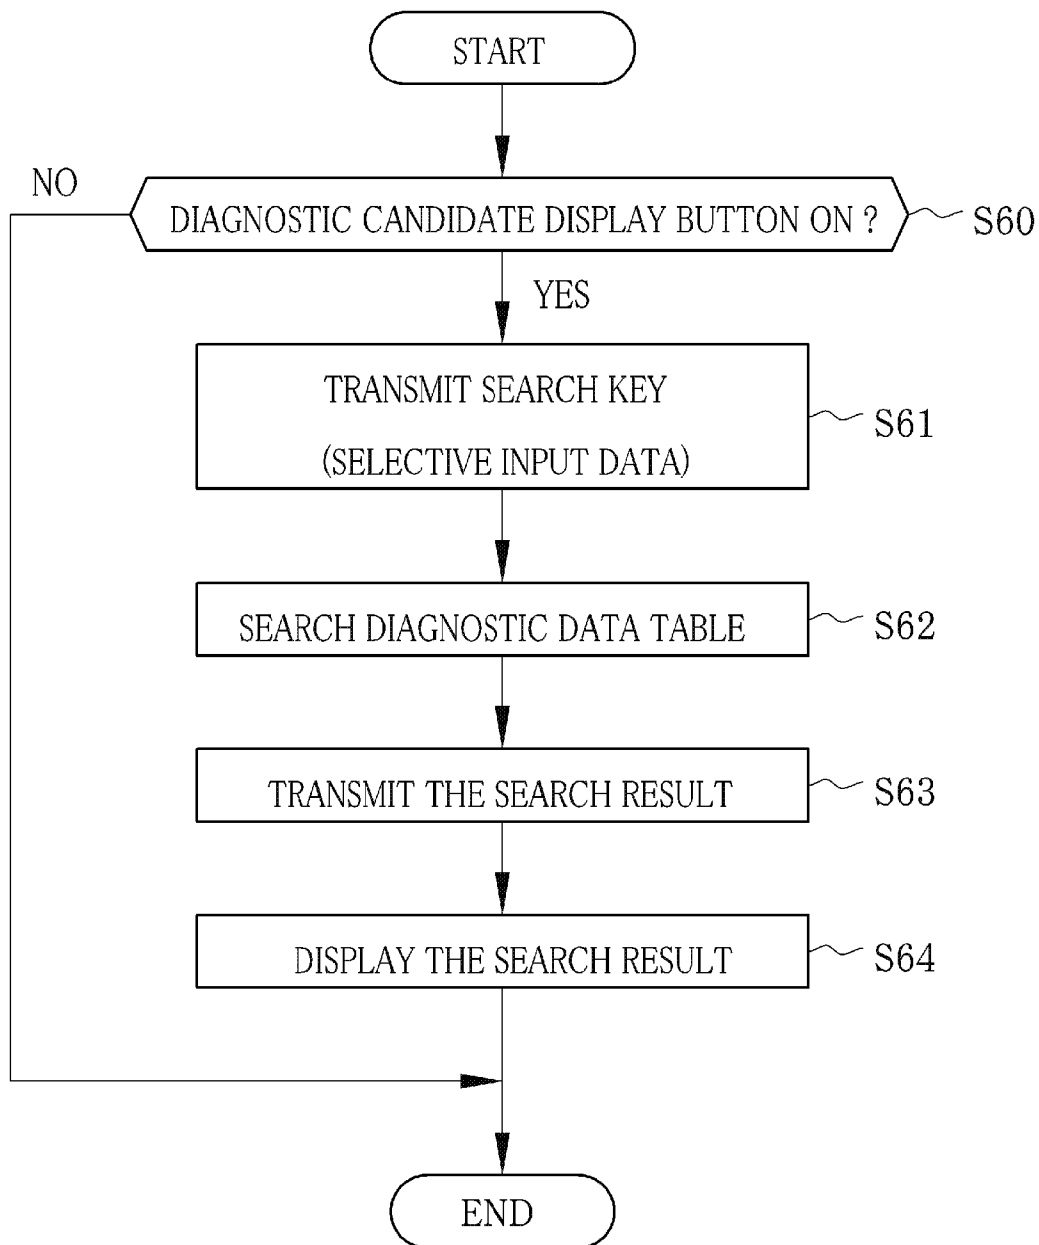 START
NO
DIAGNOSTIC CANDIDATE DISPLAY BUTTON ON ?
S60
YES
TRANSMIT SEARCH KEY
(SELECTIVE INPUT DATA)
S61
SEARCH DIAGNOSTIC DATA TABLE
S62
TRANSMIT THE SEARCH RESULT
S63
DISPLAY THE SEARCH RESULT
S64
END